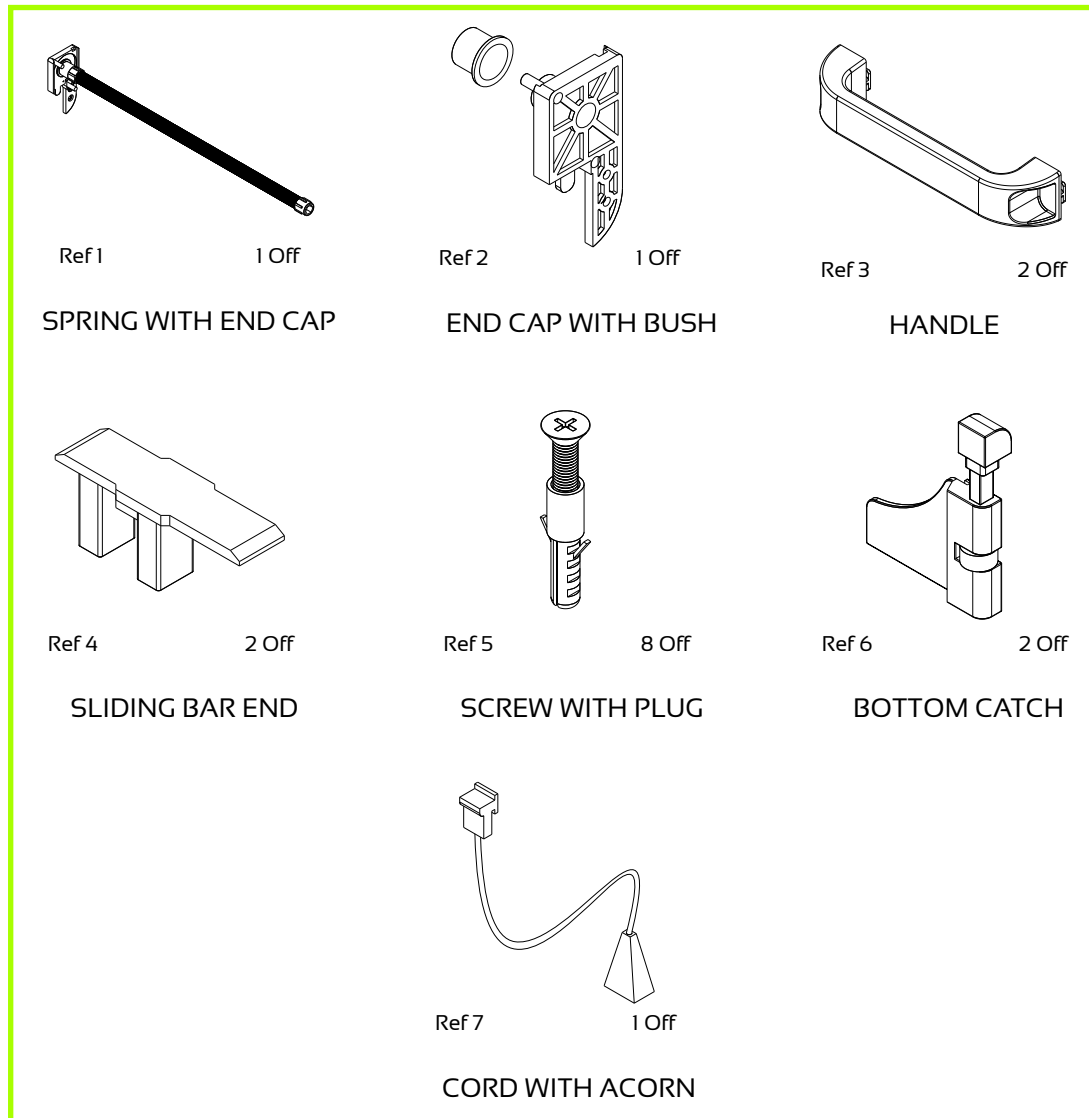 Ref 1 1 Off
SPRING WITH END CAP
Ref 2 1 Off
END CAP WITH BUSH
Ref 3 2 Off
HANDLE
Ref 4 2 Off
SLIDING BAR END
Ref 5 8 Off
SCREW WITH PLUG
Ref 6 2 Off
BOTTOM CATCH
Ref 7 1 Off
CORD WITH ACORN